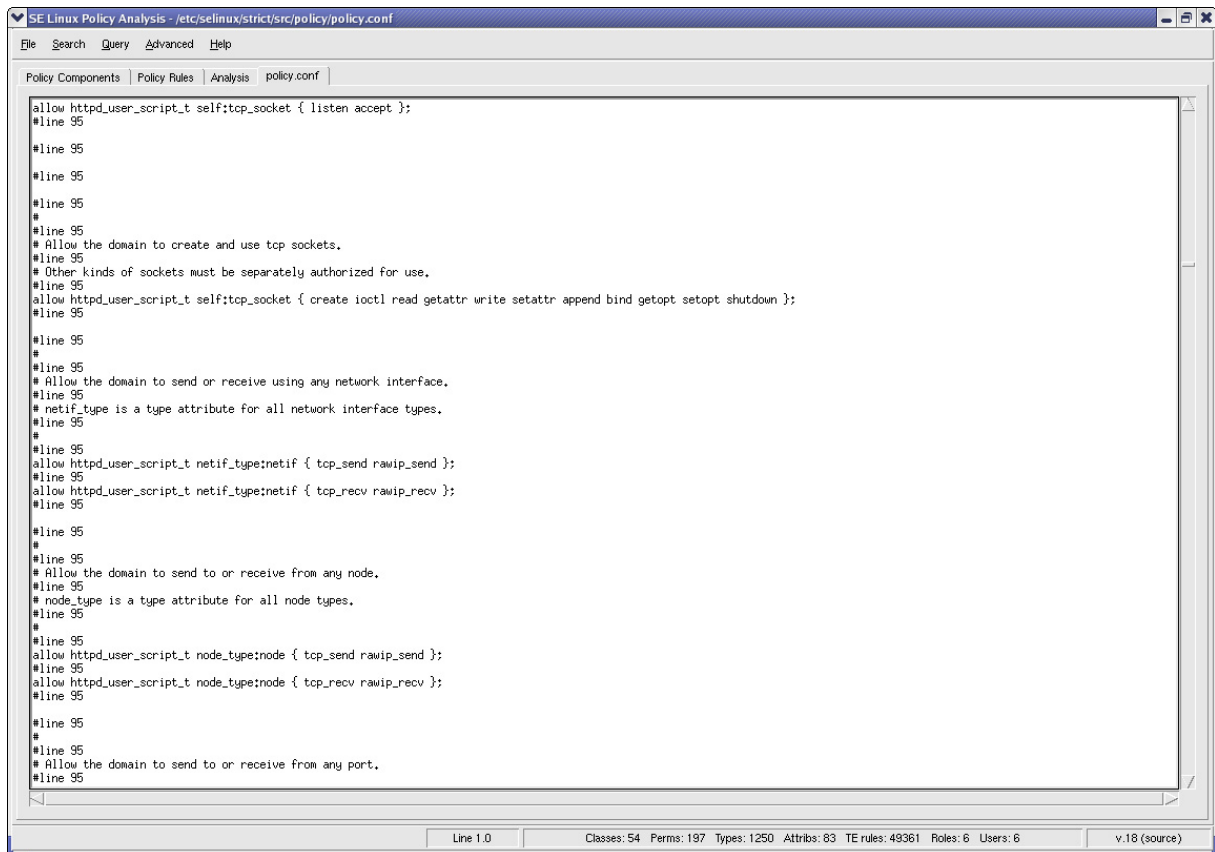 SE Linux Policy Analysis - /etc/selinux/strict/src/policy/policy.conf
File Search Query Advanced Help
Policy Components Policy Rules Analysis policy.conf
allow httpd_user_script_t self:tcp_socket { listen accept };
#line 95
#line 95
#line 95
#line 95
#
#line 95
# Allow the domain to create and use tcp sockets.
#line 95
# Other kinds of sockets must be separately authorized for use.
#line 95
allow httpd_user_script_t self:tcp_socket { create ioctl read getattr write setattr append bind getopt setopt shutdown };
#line 95
#line 95
#
#line 95
# Allow the domain to send or receive using any network interface.
#line 95
# netif_type is a type attribute for all network interface types.
#line 95
#
#line 95
allow httpd_user_script_t netif_type:netif { tcp_send rawip_send };
#line 95
allow httpd_user_script_t netif_type:netif { tcp_recv rawip_recv };
#line 95
#line 95
#
#line 95
# Allow the domain to send to or receive from any node.
#line 95
# node_type is a type attribute for all node types.
#line 95
#
#line 95
allow httpd_user_script_t node_type:node { tcp_send rawip_send };
#line 95
allow httpd_user_script_t node_type:node { tcp_recv rawip_recv };
#line 95
#line 95
#
#line 95
# Allow the domain to send to or receive from any port.
#line 95
Line 1.0 Classes: 54 Perms: 197 Types: 1250 Attribs: 83 TE rules: 49361 Roles: 6 Users: 6 v.18 (source)